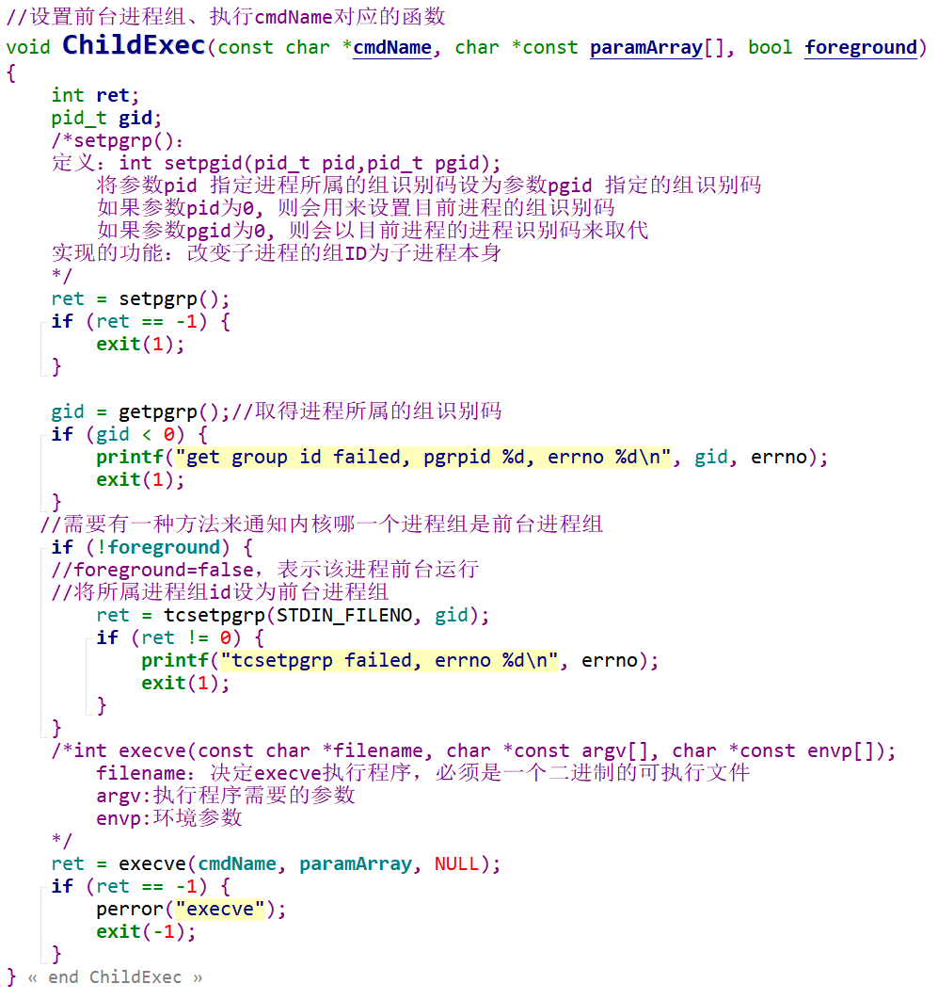 //设置前台进程组、执行cmdName对应的函数
void ChildExec(const char *cmdName, char *const paramArray[], bool foreground)
{
    int ret;
    pid_t gid;
    /*setpgrp()：
    定义：int setpgid(pid_t pid,pid_t pgid);
        将参数pid 指定进程所属的组识别码设为参数pgid 指定的组识别码
        如果参数pid为0, 则会用来设置目前进程的组识别码
        如果参数pgid为0, 则会以目前进程的进程识别码来取代
    实现的功能：改变子进程的组ID为子进程本身
    */
    ret = setpgrp();
    if (ret == -1) {
        exit(1);
    }

    gid = getpgrp();//取得进程所属的组识别码
    if (gid < 0) {
        printf("get group id failed, pgrpid %d, errno %d\n", gid, errno);
        exit(1);
    }
   //需要有一种方法来通知内核哪一个进程组是前台进程组
    if (!foreground) {
    //foreground=false，表示该进程前台运行
    //将所属进程组id设为前台进程组
        ret = tcsetpgrp(STDIN_FILENO, gid);
        if (ret != 0) {
            printf("tcsetpgrp failed, errno %d\n", errno);
            exit(1);
        }
    }
    /*int execve(const char *filename, char *const argv[], char *const envp[]);
        filename：决定execve执行程序，必须是一个二进制的可执行文件
        argv:执行程序需要的参数
        envp:环境参数
    */
    ret = execve(cmdName, paramArray, NULL);
    if (ret == -1) {
        perror("execve");
        exit(-1);
    }
} « end ChildExec »